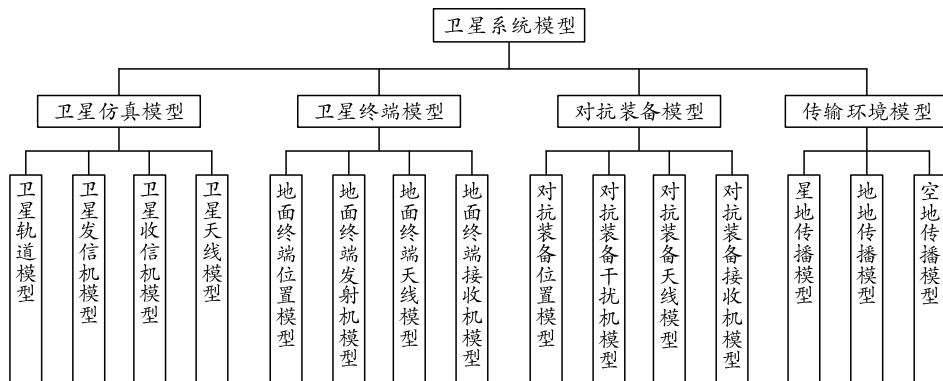 卫星系统模型
卫星仿真模型
卫星终端模型
对抗装备模型
传输环境模型
卫星轨道模型
卫星发信机模型
卫星收信机模型
卫星天线模型
地面终端位置模型
地面终端发射机模型
地面终端天线模型
地面终端接收机模型
对抗装备位置模型
对抗装备干扰机模型
对抗装备天线模型
对抗装备接收机模型
星地传播模型
地地传播模型
空地传播模型